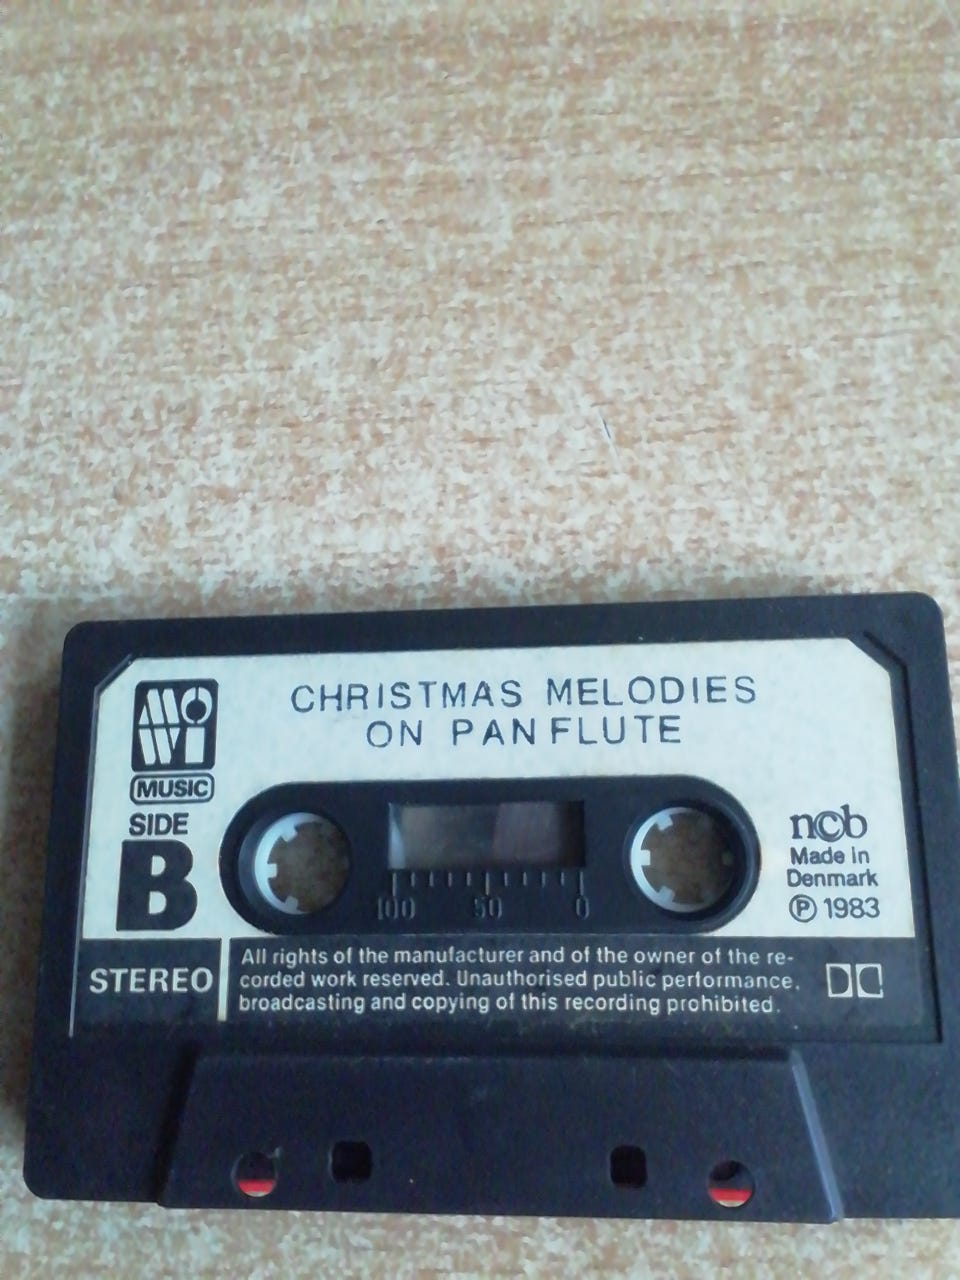 CHRISTMAS MELODIES
ON PANFLUTE
MOWI
MUSIC
SIDE
B
ncb
Made in
Denmark
Ⓟ 1983
100 50 0
STEREO
All rights of the manufacturer and of the owner of the re-
corded work reserved. Unauthorised public performance,
broadcasting and copying of this recording prohibited.